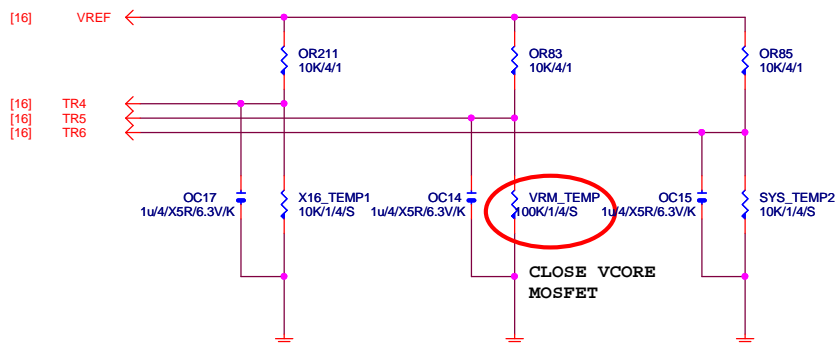 [16] VREF
OR211
10K/4/1
OR83
10K/4/1
OR85
10K/4/1
[16] TR4
[16] TR5
[16] TR6
OC17
1u/4/X5R/6.3V/K
X16_TEMP1
10K/1/4/S
OC14
1u/4/X5R/6.3V/K
VRM_TEMP
100K/1/4/S
OC15
1u/4/X5R/6.3V/K
SYS_TEMP2
10K/1/4/S
CLOSE VCORE
MOSFET